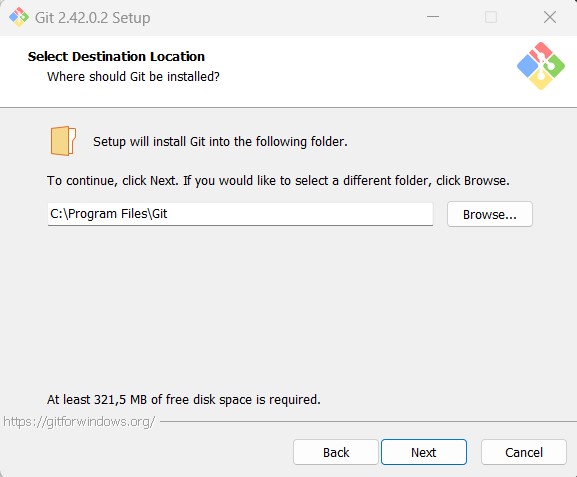 Git 2.42.0.2 Setup
Select Destination Location
Where should Git be installed?
Setup will install Git into the following folder.
To continue, click Next. If you would like to select a different folder, click Browse.
C:\Program Files\Git
Browse...
At least 321,5 MB of free disk space is required.
https://gitforwindows.org/
Back
Next
Cancel